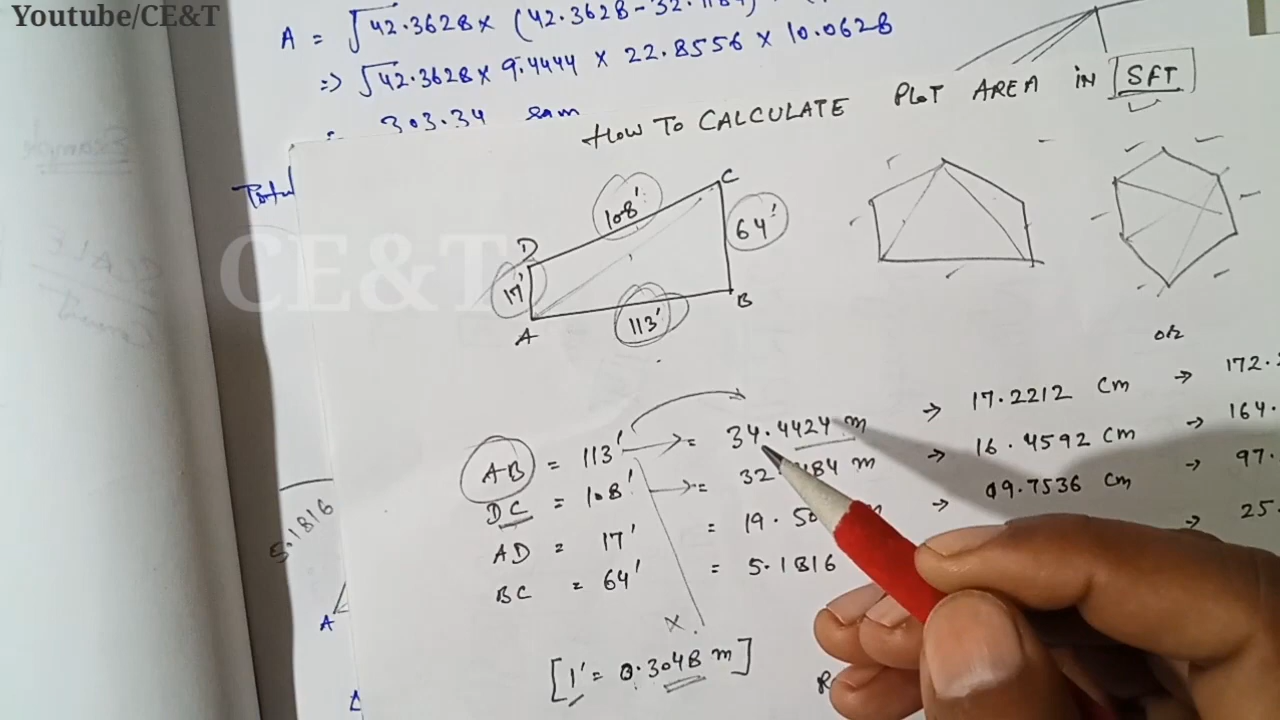 Youtube/CE&T
A = √42.3628 × (42.3628 - 32.1184)
=> √42.3628 × 9.4444 × 22.8556 × 10.0628
303.34 sqm
HOW TO CALCULATE PLOT AREA IN SFT
CE&T
D 108' C
17' 64'
A 113' B
or
AB = 113' = 34.4424 m → 17.2212 cm → 172.
DC = 108' = 32. 484 m → 16.4592 cm → 164.
AD = 17' = 19.50 → 9.7536 cm → 97.
BC = 64' = 5.1816 → 25.
×
[1' = 0.3048 m]
5.1816
A